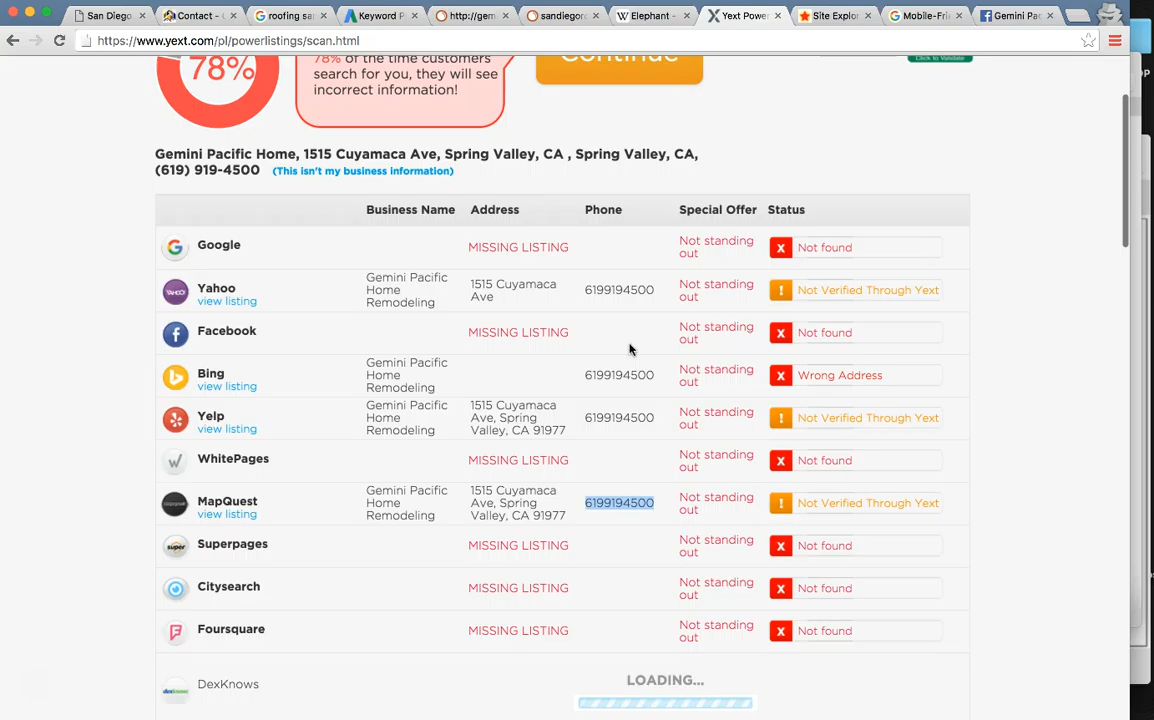 San Diego
Contact -
roofing san
Keyword P
http://gem
sandiegoro
Elephant -
Yext Power
Site Explor
Mobile-Frie
Gemini Pac
https://www.yext.com/pl/powerlistings/scan.html
78%
78% of the time customers
search for you, they will see
incorrect information!
Continue
Click to Validate
Gemini Pacific Home, 1515 Cuyamaca Ave, Spring Valley, CA , Spring Valley, CA,
(619) 919-4500 (This isn't my business information)
Business Name Address Phone Special Offer Status
Google MISSING LISTING Not standing out Not found
Yahoo
view listing
Gemini Pacific
Home
Remodeling
1515 Cuyamaca
Ave
6199194500
Not standing
out
Not Verified Through Yext
Facebook MISSING LISTING Not standing out Not found
Bing
view listing
Gemini Pacific
Home
Remodeling
6199194500
Not standing
out
Wrong Address
Yelp
view listing
Gemini Pacific
Home
Remodeling
1515 Cuyamaca
Ave, Spring
Valley, CA 91977
6199194500
Not standing
out
Not Verified Through Yext
WhitePages MISSING LISTING Not standing out Not found
MapQuest
view listing
Gemini Pacific
Home
Remodeling
1515 Cuyamaca
Ave, Spring
Valley, CA 91977
6199194500
Not standing
out
Not Verified Through Yext
Superpages MISSING LISTING Not standing out Not found
Citysearch MISSING LISTING Not standing out Not found
Foursquare MISSING LISTING Not standing out Not found
DexKnows
LOADING...